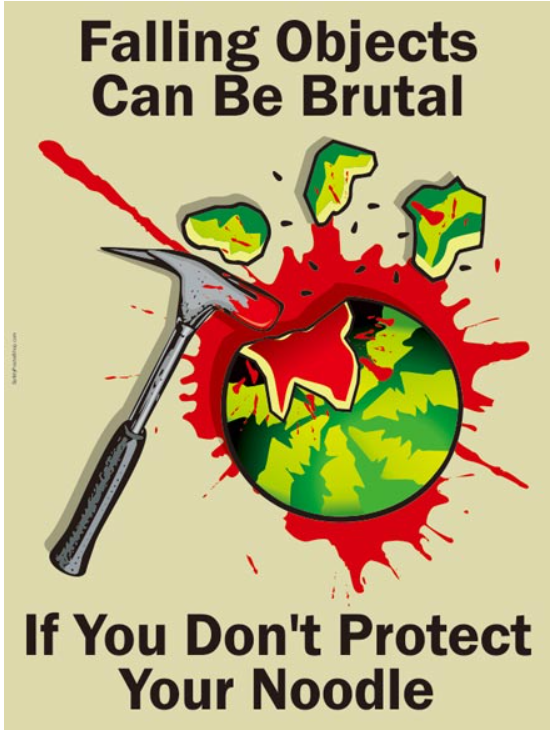 Falling Objects
Can Be Brutal
If You Don't Protect
Your Noodle